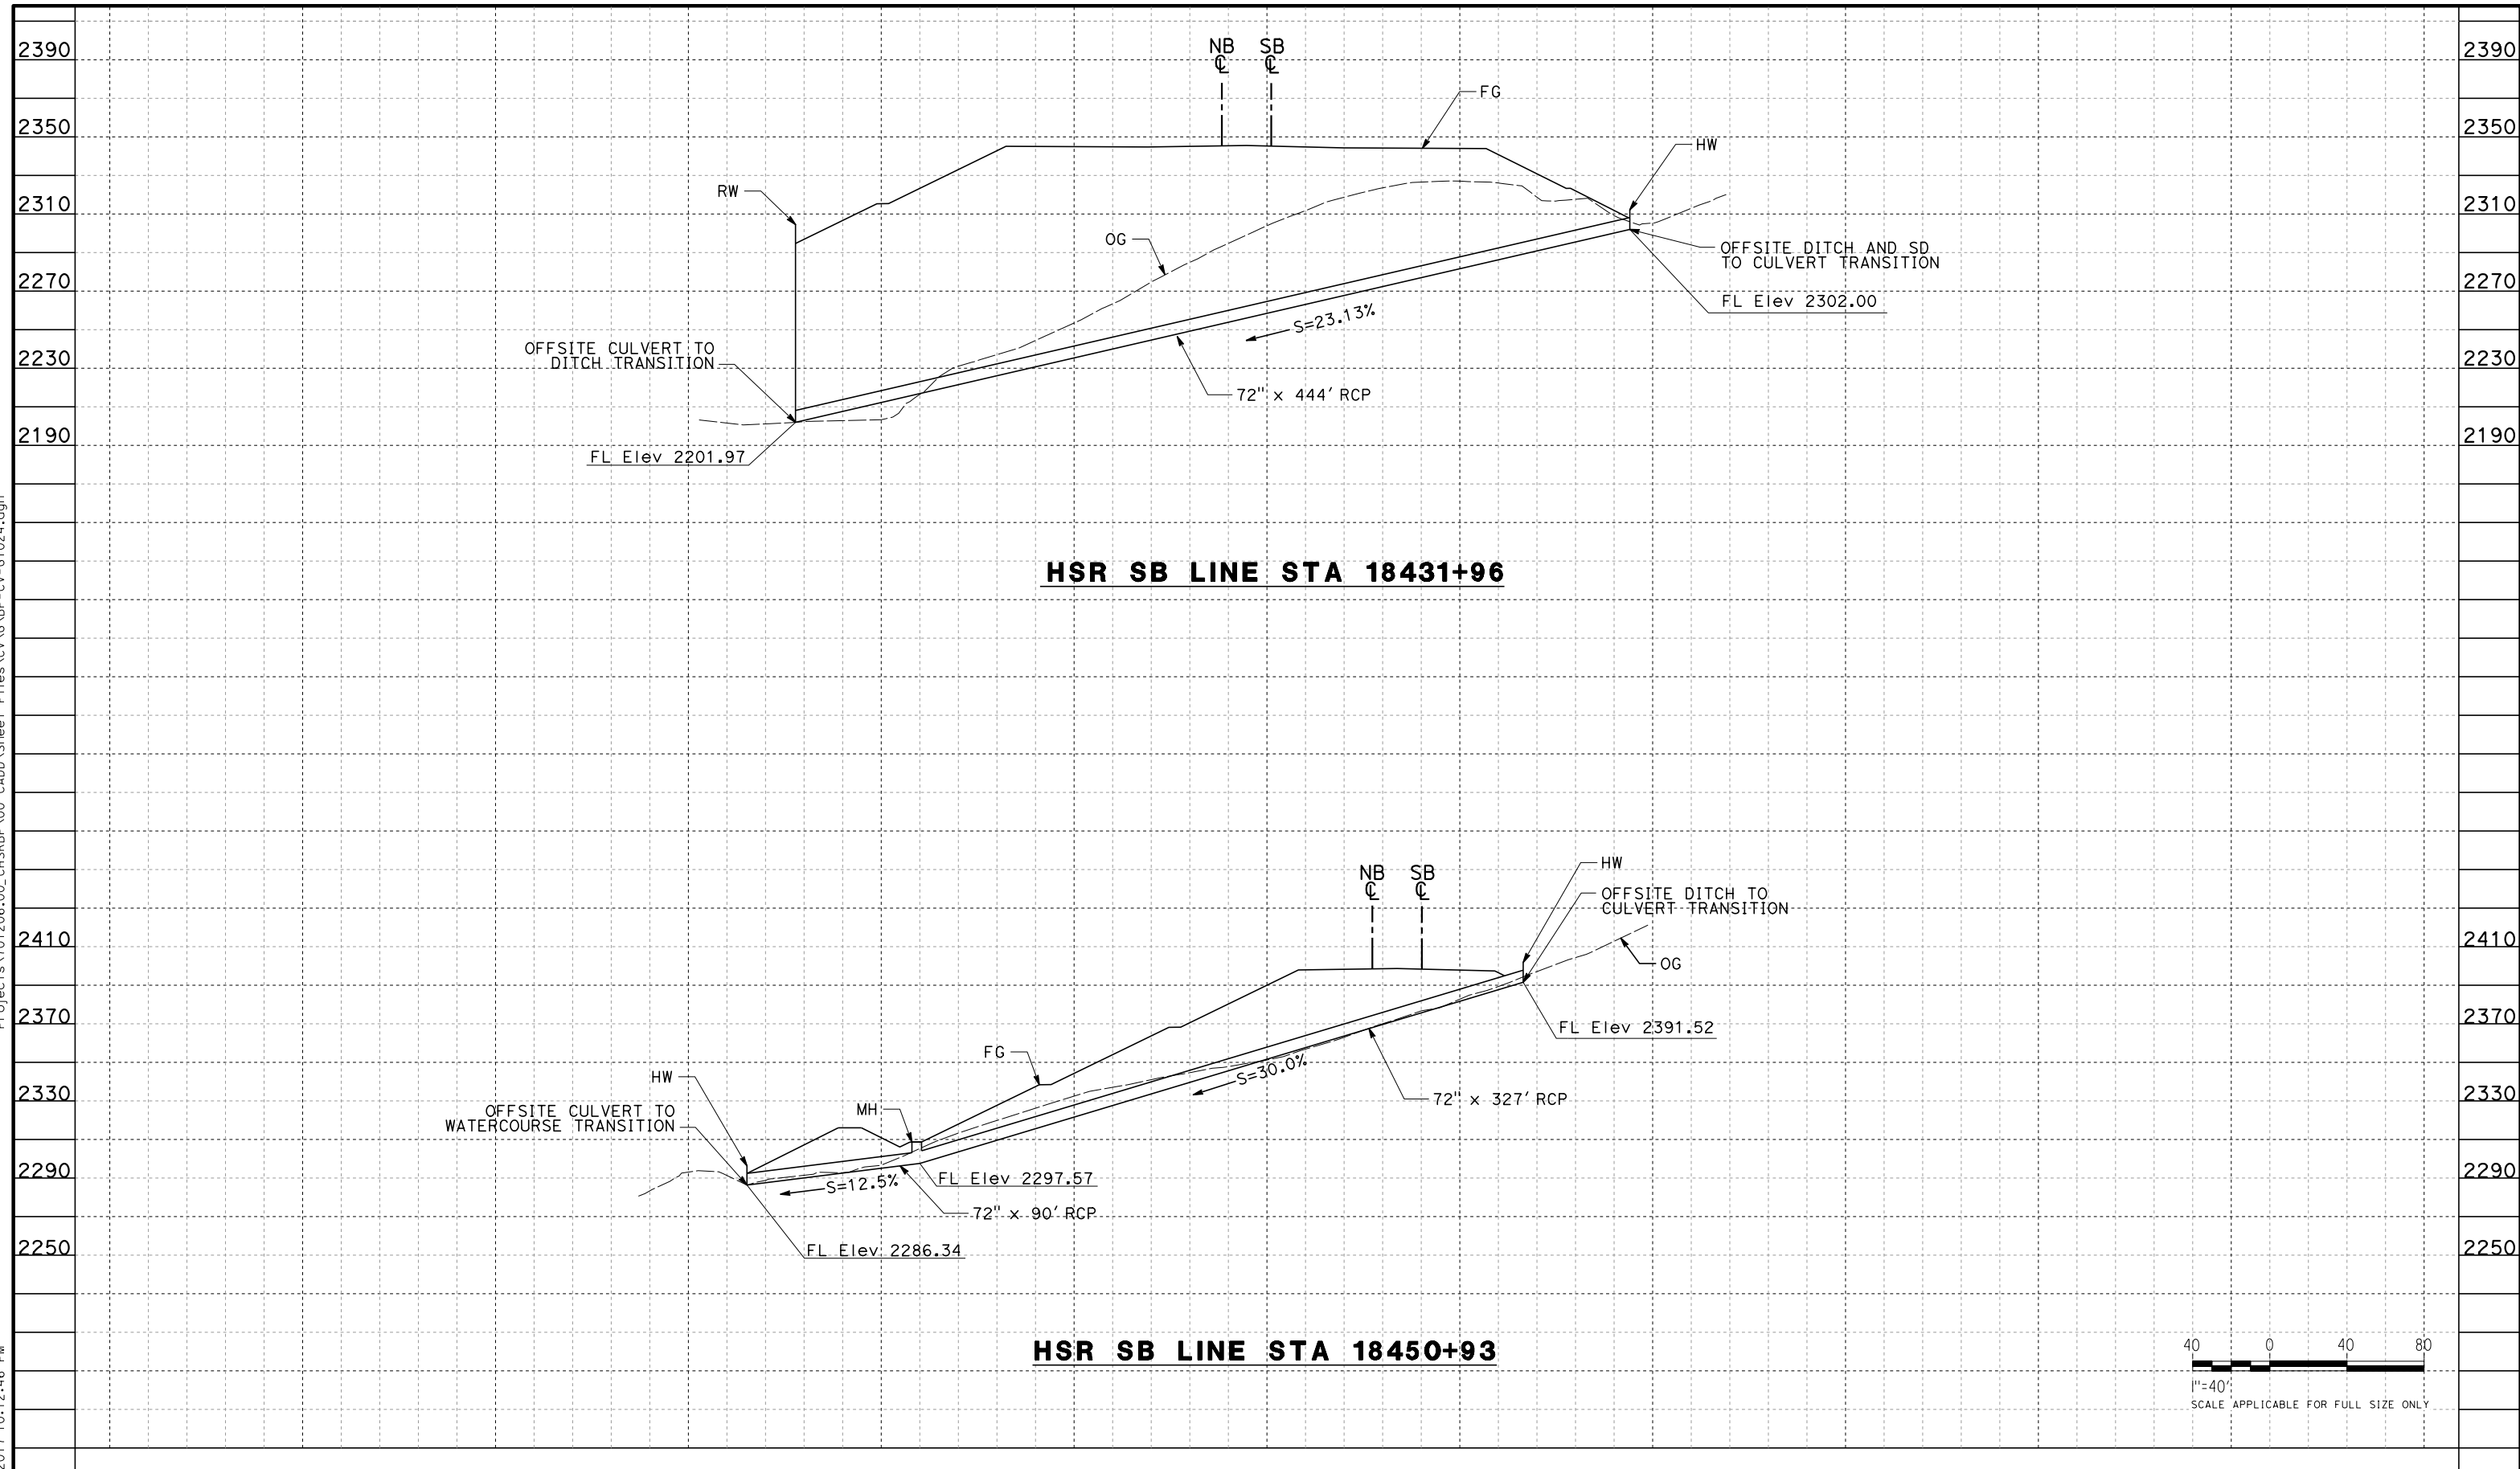 2390
2350
2310
2270
2230
2190
2410
2370
2330
2290
2250
NB
℄
SB
℄
FG
HW
RW
OG
OFFSITE DITCH AND SD
TO CULVERT TRANSITION
FL Elev 2302.00
S=23.13%
OFFSITE CULVERT TO
DITCH TRANSITION
72" x 444' RCP
FL Elev 2201.97
HSR SB LINE STA 18431+96
NB
℄
SB
℄
HW
OFFSITE DITCH TO
CULVERT TRANSITION
OG
FL Elev 2391.52
FG
S=30.0%
HW
72" x 327' RCP
MH
OFFSITE CULVERT TO
WATERCOURSE TRANSITION
FL Elev 2297.57
S=12.5%
72" x 90' RCP
FL Elev 2286.34
HSR SB LINE STA 18450+93
40 0 40 80
1"=40'
SCALE APPLICABLE FOR FULL SIZE ONLY
2390
2350
2310
2270
2230
2190
2410
2370
2330
2290
2250